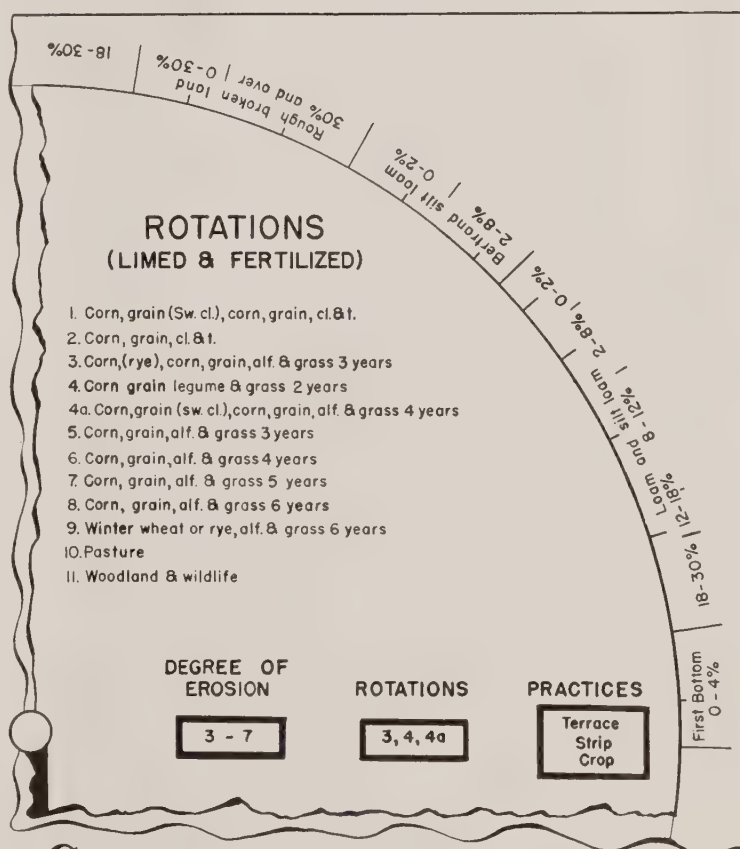 18-30%
0-30%
Rough broken land
30% and over
0-2%
Bertrand silt loam
2-8%
0-2%
2-8%
Loam and silt loam
8-12%
12-18%
18-30%
First Bottom
0-4%
ROTATIONS
(LIMED & FERTILIZED)
1. Corn, grain (Sw. cl.), corn, grain, cl. & t.
2. Corn, grain, cl. & t.
3. Corn, (rye), corn, grain, alf. & grass 3 years
4. Corn grain legume & grass 2 years
4a. Corn, grain (sw. cl.), corn, grain, alf. & grass 4 years
5. Corn, grain, alf. & grass 3 years
6. Corn, grain, alf. & grass 4 years
7. Corn, grain, alf. & grass 5 years
8. Corn, grain, alf. & grass 6 years
9. Winter wheat or rye, alf. & grass 6 years
10. Pasture
11. Woodland & wildlife
DEGREE OF
EROSION
3 - 7
ROTATIONS
3, 4, 4a
PRACTICES
Terrace
Strip
Crop